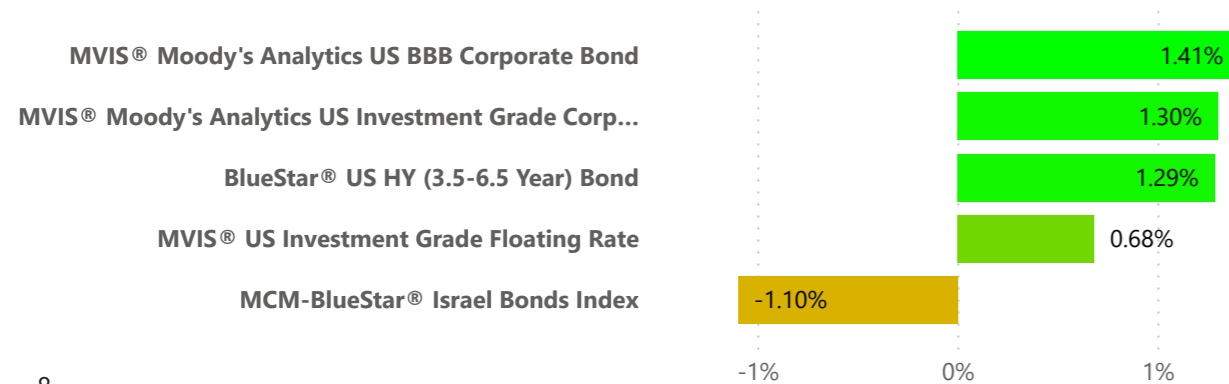 MVIS® Moody's Analytics US BBB Corporate Bond 1.41%
MVIS® Moody's Analytics US Investment Grade Corp... 1.30%
BlueStar® US HY (3.5-6.5 Year) Bond 1.29%
MVIS® US Investment Grade Floating Rate 0.68%
MCM-BlueStar® Israel Bonds Index -1.10%
-1% 0% 1%
8